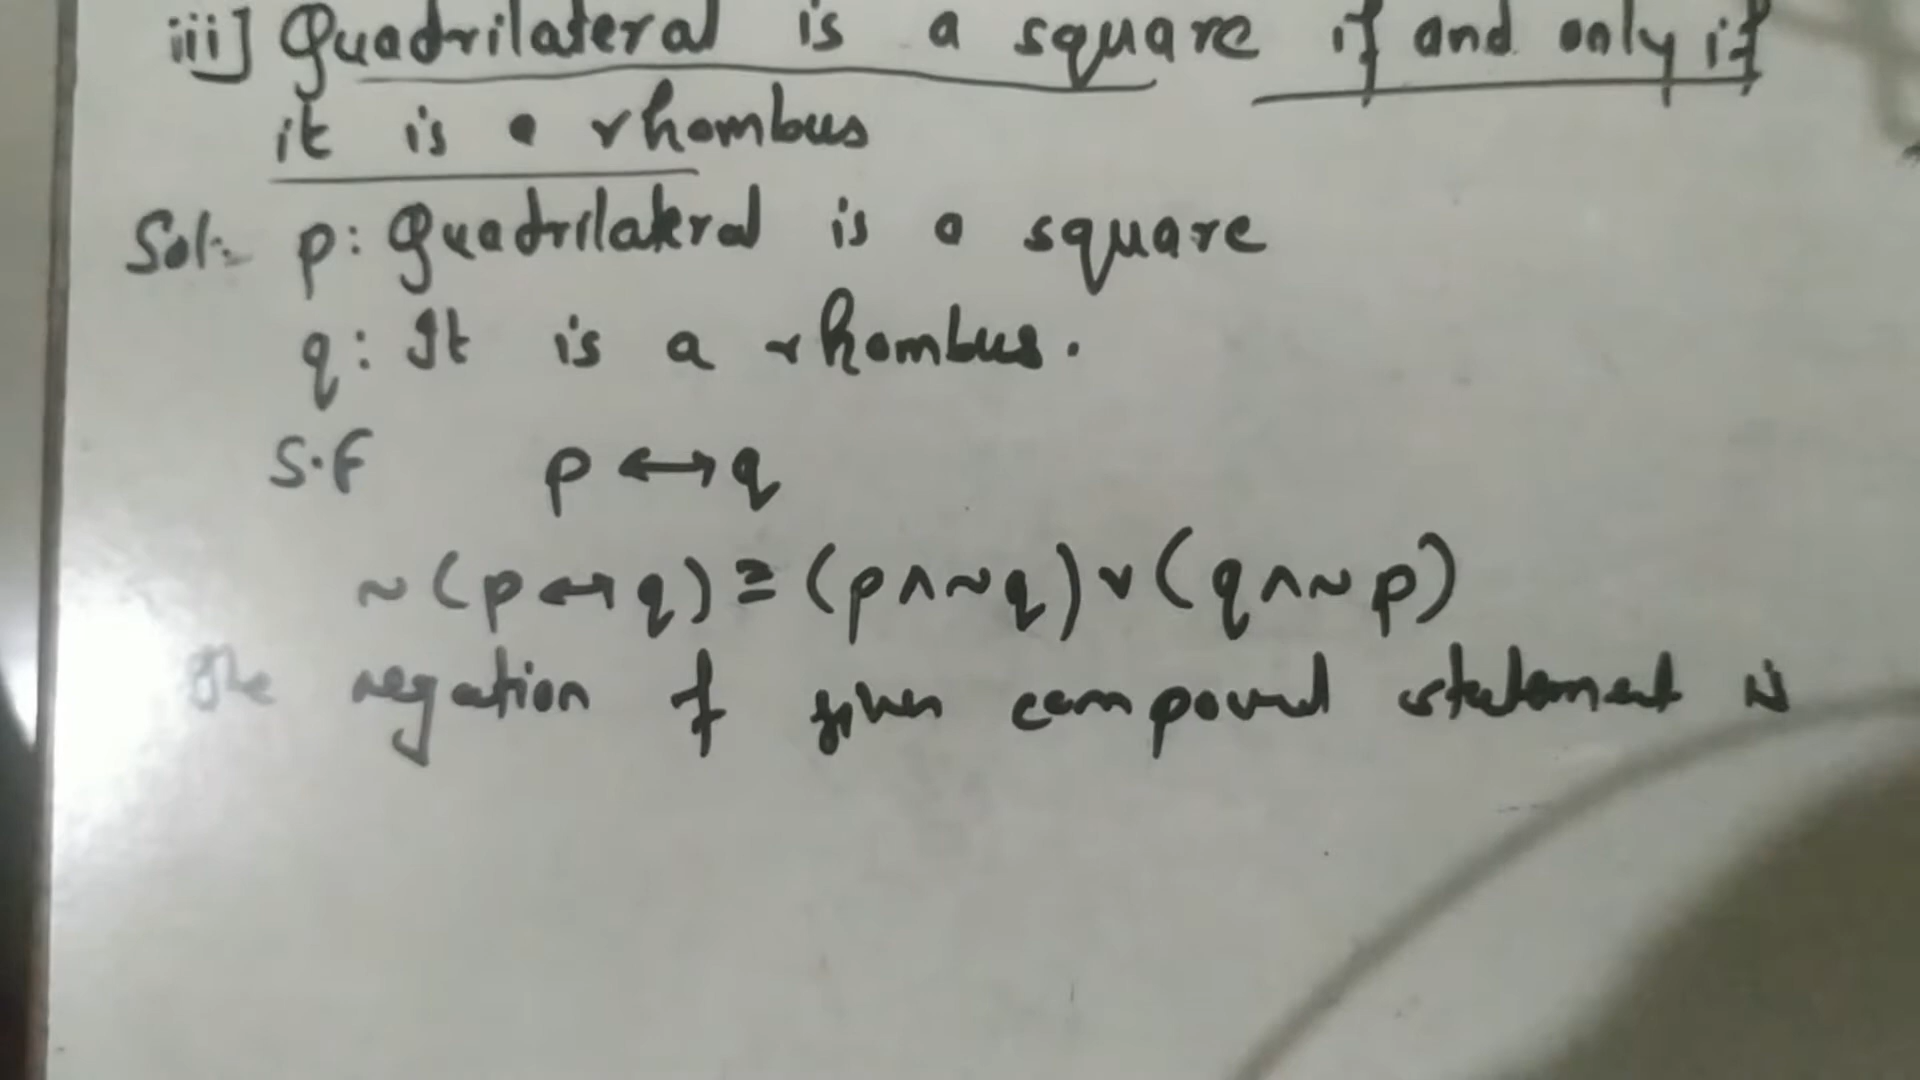 iii] Quadrilateral is a square if and only if
it is a rhombus
Sol:- p: Quadrilateral is a square
q: It is a rhombus.
S.F p ↔ q
~(p ↔ q) ≡ (p ∧ ~q) ∨ (q ∧ ~p)
The negation of given compound statement is